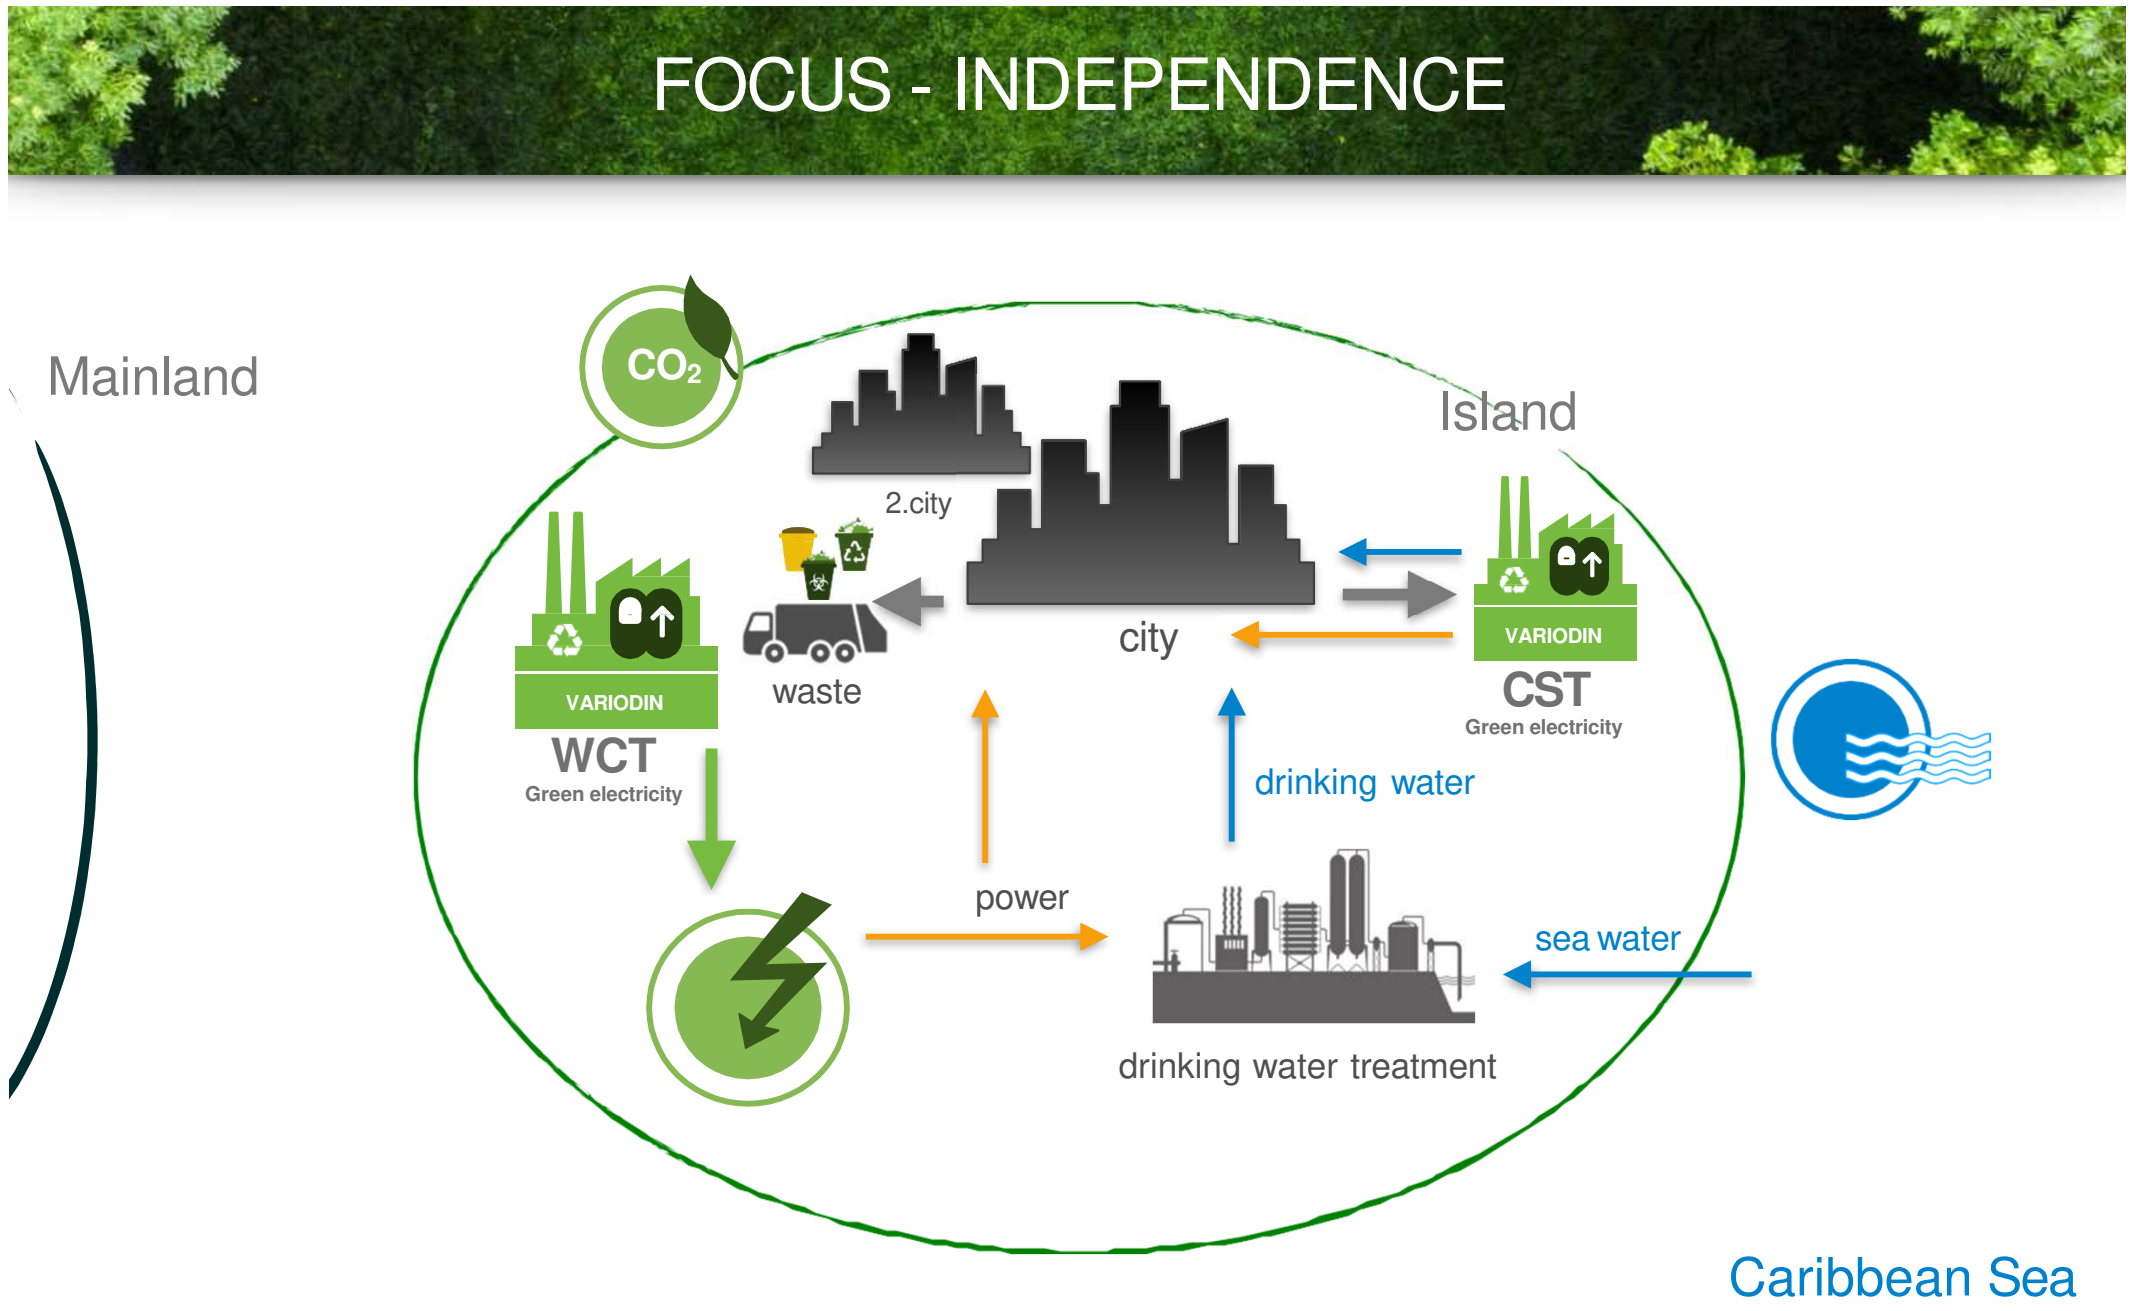 FOCUS - INDEPENDENCE
Mainland
CO₂
Island
2.city
city
VARIODIN
CST
Green electricity
waste
VARIODIN
WCT
Green electricity
drinking water
power
sea water
drinking water treatment
Caribbean Sea